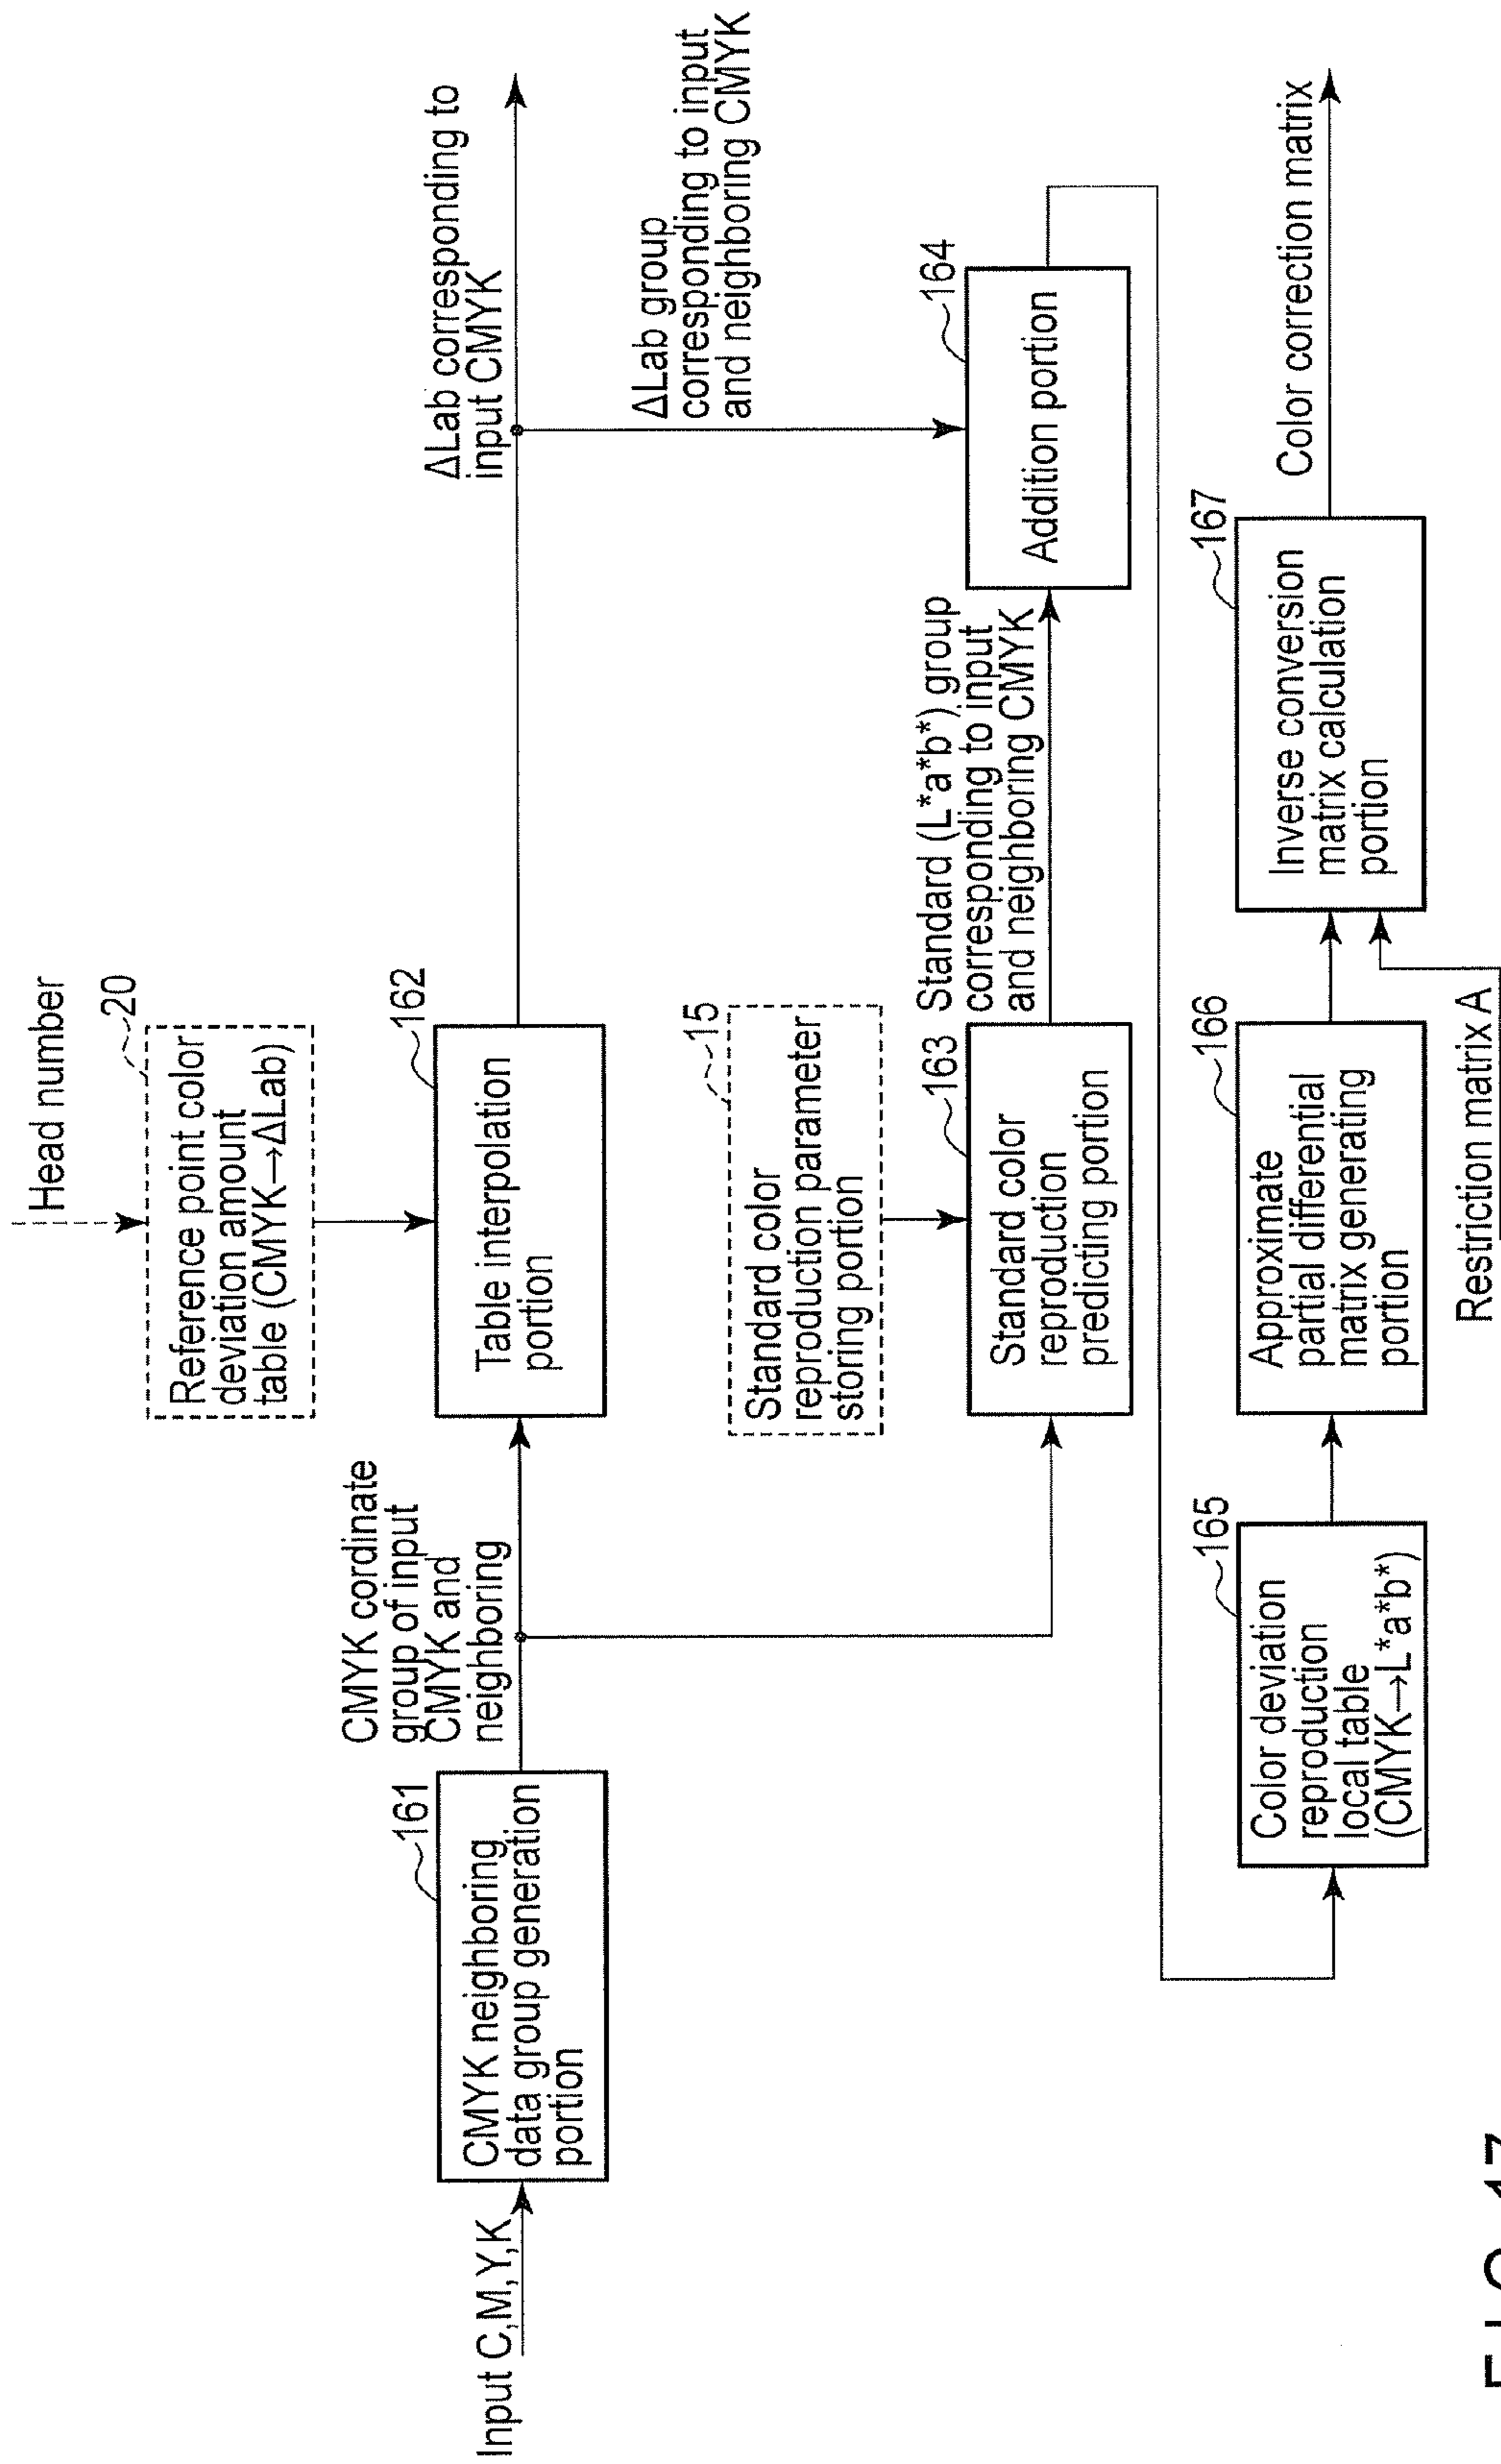 Head number
20
Reference point color
deviation amount
table (CMYK→ΔLab)
Input C,M,Y,K
161
CMYK neighboring
data group generation
portion
CMYK cordinate
group of input
CMYK and
neighboring
162
Table interpolation
portion
ΔLab corresponding to
input CMYK
ΔLab group
corresponding to input
and neighboring CMYK
15
Standard color
reproduction parameter
storing portion
163
Standard color
reproduction
predicting portion
Standard (L*a*b*) group
corresponding to input
and neighboring CMYK
164
Addition portion
165
Color deviation
reproduction
local table
(CMYK→L*a*b*)
166
Approximate
partial differential
matrix generating
portion
167
Inverse conversion
matrix calculation
portion
Color correction matrix
Restriction matrix A